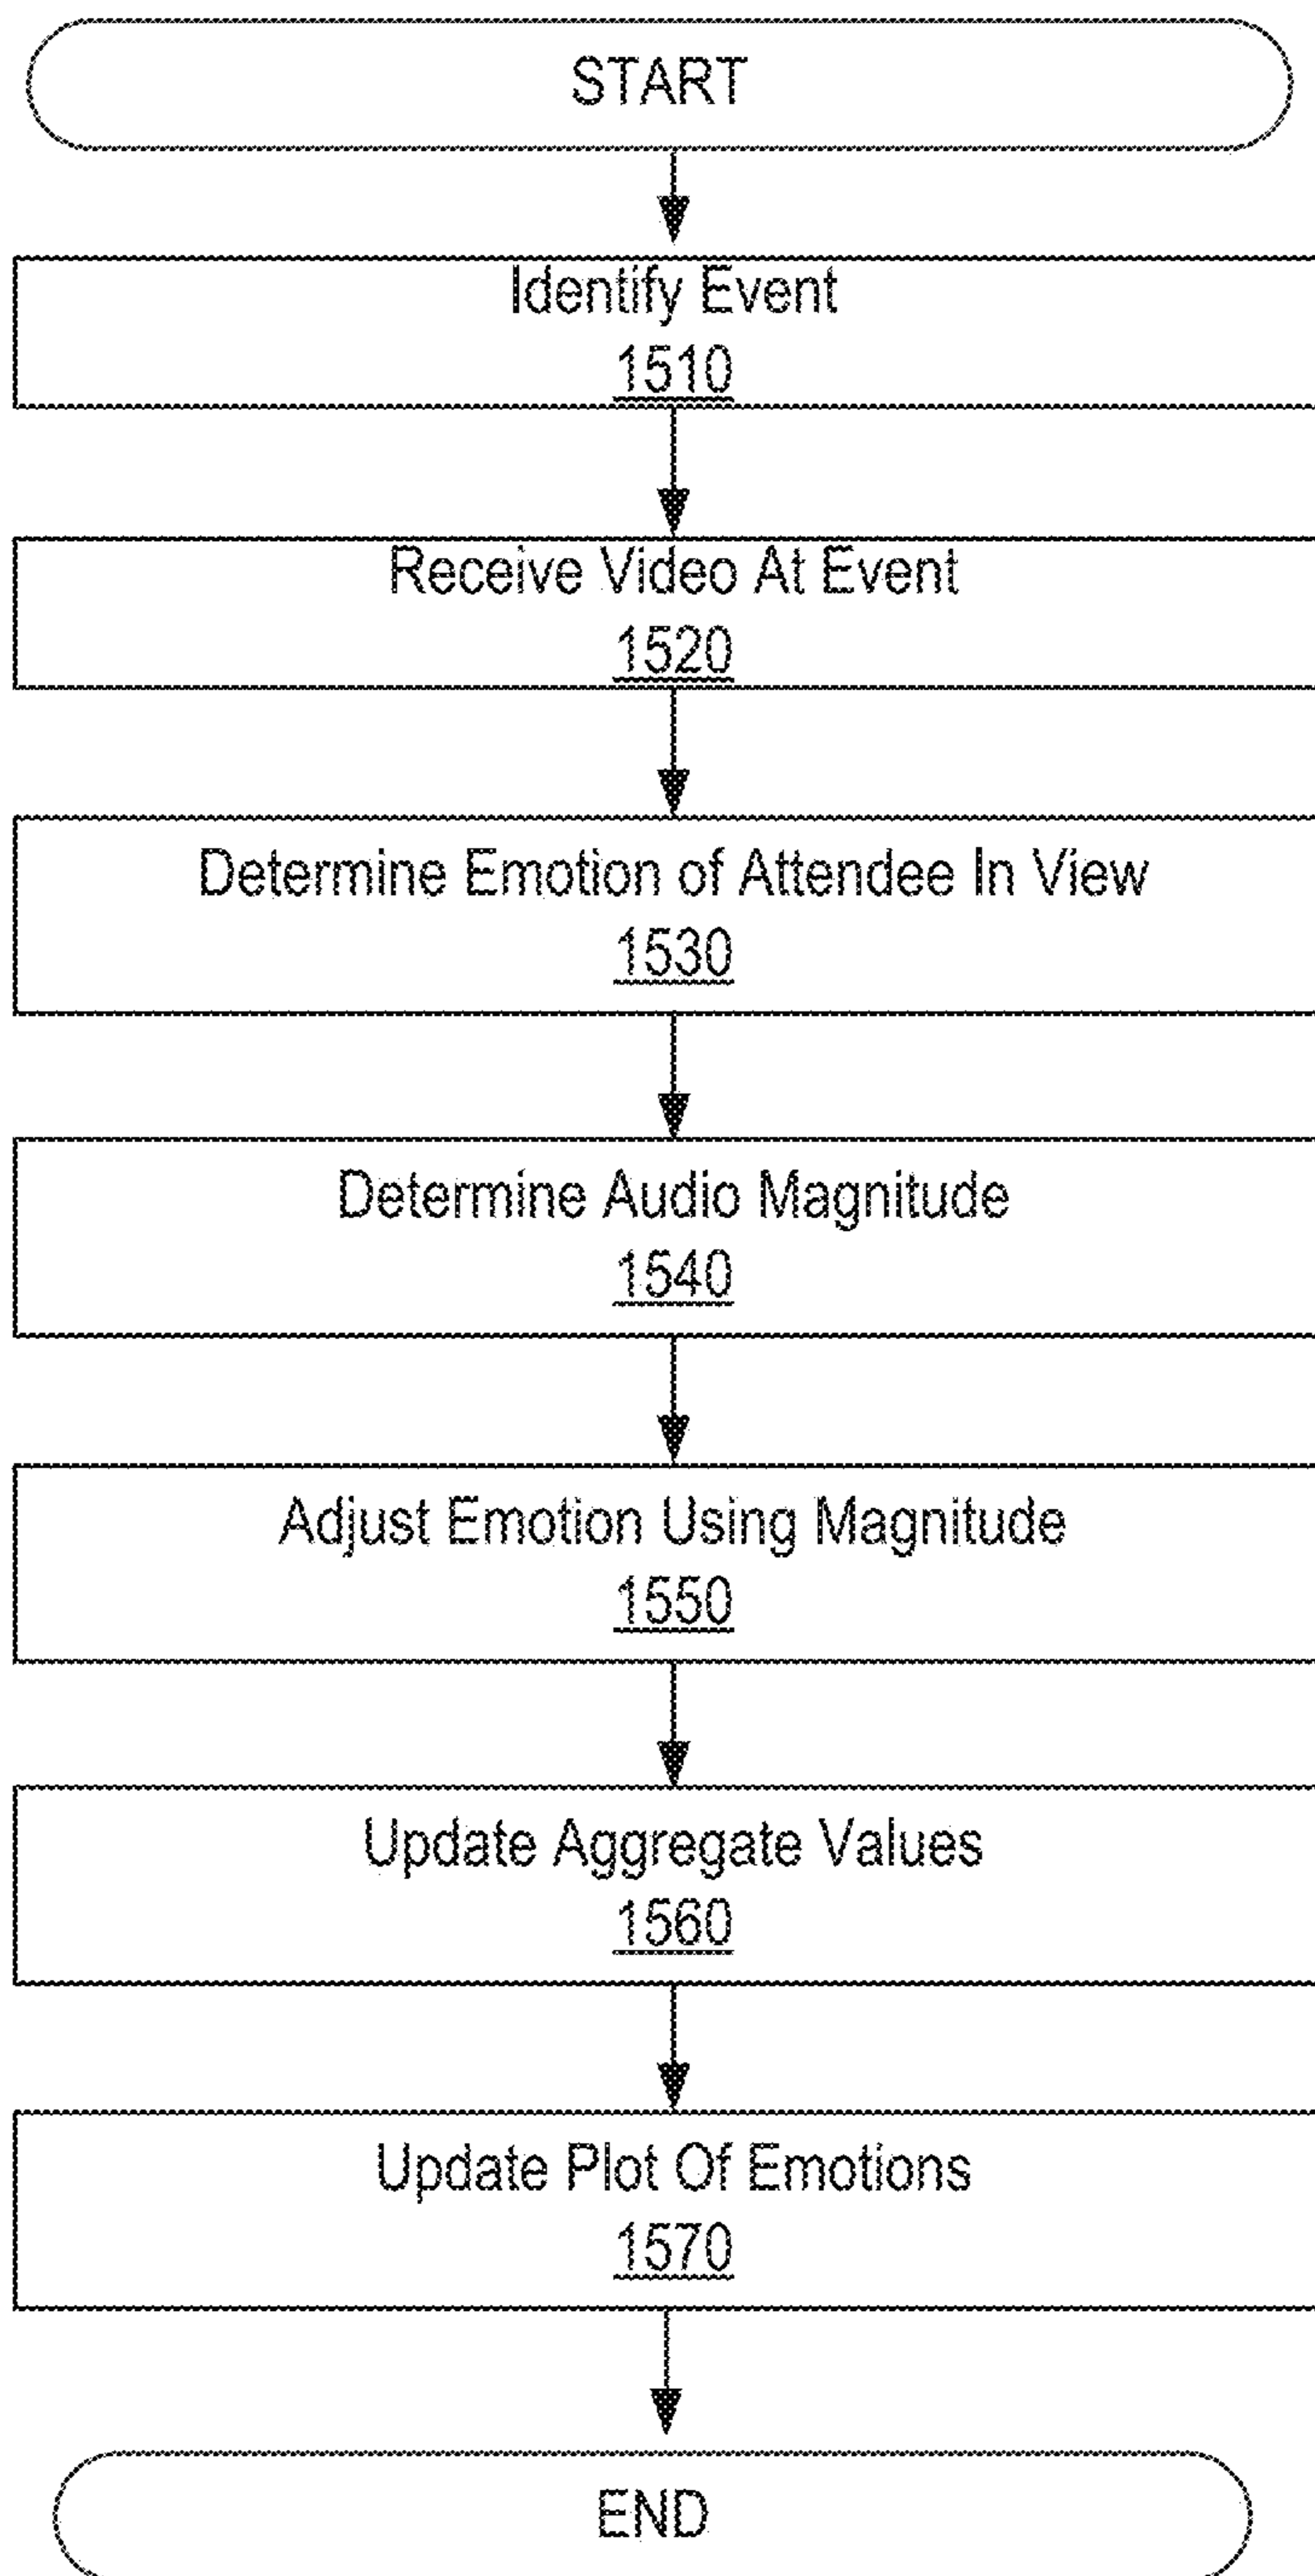 START
Identify Event
1510
Receive Video At Event
1520
Determine Emotion of Attendee In View
1530
Determine Audio Magnitude
1540
Adjust Emotion Using Magnitude
1550
Update Aggregate Values
1560
Update Plot Of Emotions
1570
END